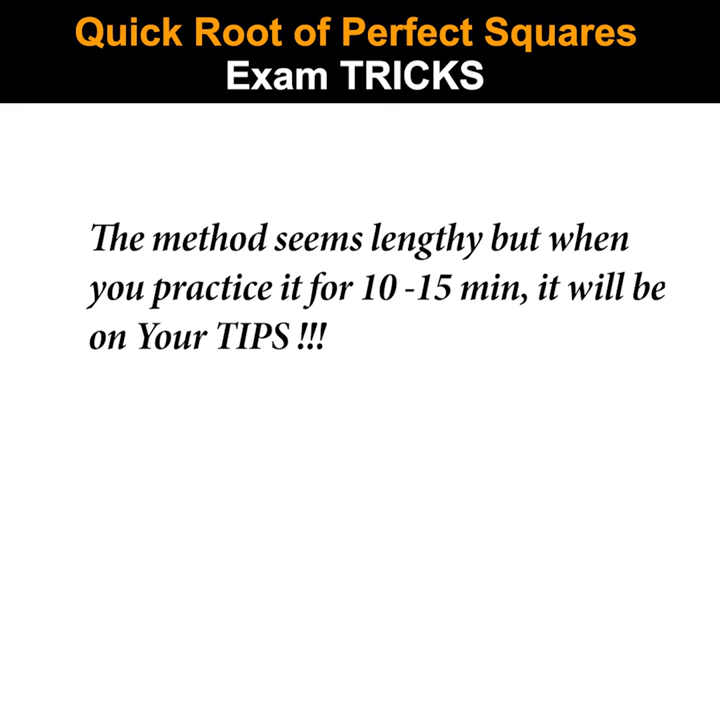 Quick Root of Perfect Squares
Exam TRICKS
The method seems lengthy but when
you practice it for 10 -15 min, it will be
on Your TIPS !!!